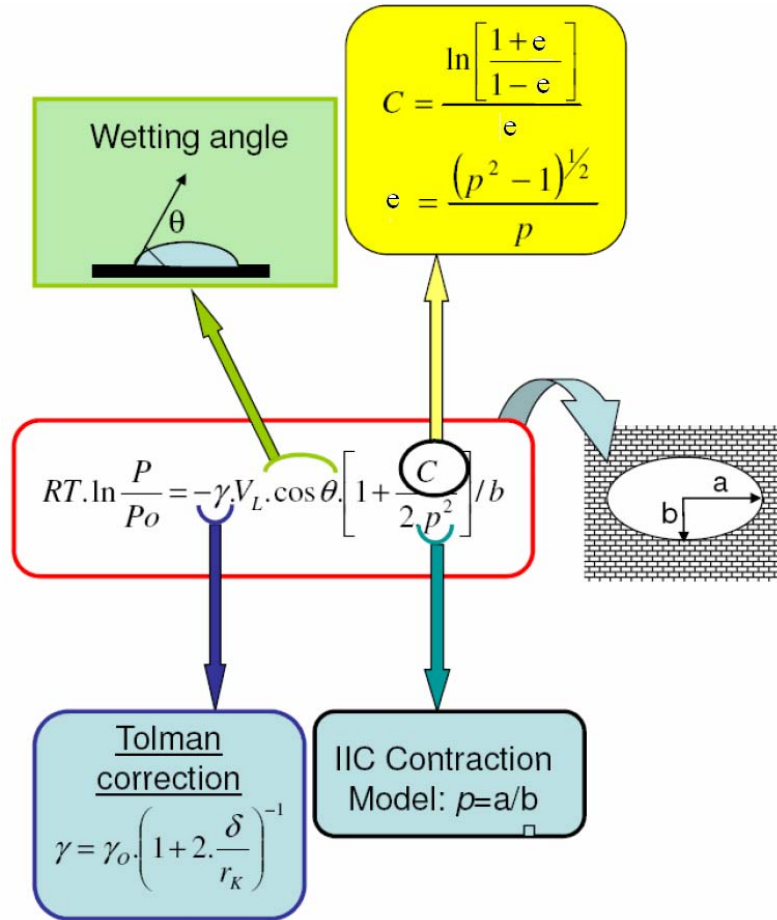 C = ln[(1 + e)/(1 − e)]/e
e = (p² − 1)^½/p
Wetting angle
θ
RT.ln P/Po = −γ.V_L.cos θ.[1 + C/2.p²]/b
a
b
Tolman
correction
γ = γ_O.(1 + 2.δ/r_K)⁻¹
IIC Contraction
Model: p=a/b